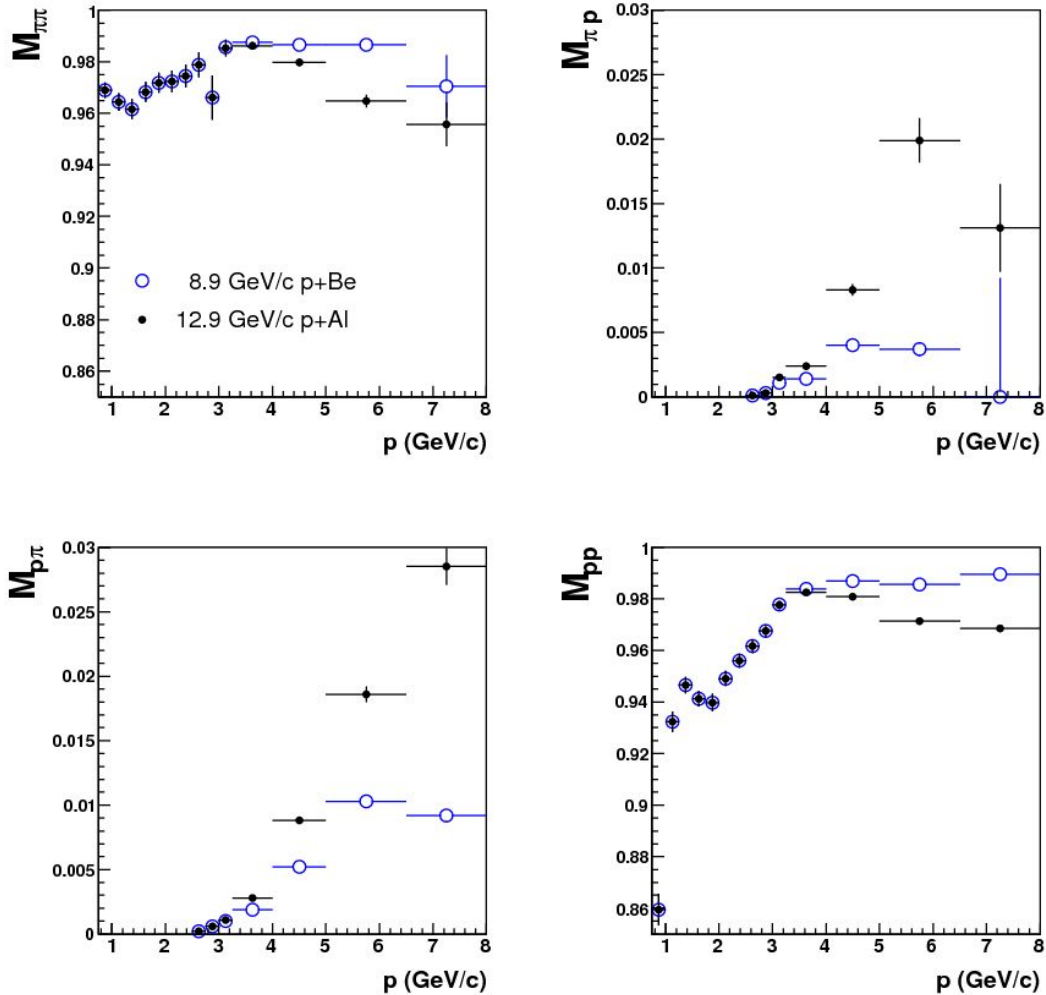 M_ππ
1
0.98
0.96
0.94
0.92
0.9
0.88
0.86
8.9 GeV/c p+Be
12.9 GeV/c p+Al
1 2 3 4 5 6 7 8
p (GeV/c)
M_π p
0.03
0.025
0.02
0.015
0.01
0.005
0
1 2 3 4 5 6 7 8
p (GeV/c)
M_pπ
0.03
0.025
0.02
0.015
0.01
0.005
0
1 2 3 4 5 6 7 8
p (GeV/c)
M_pp
1
0.98
0.96
0.94
0.92
0.9
0.88
0.86
1 2 3 4 5 6 7 8
p (GeV/c)